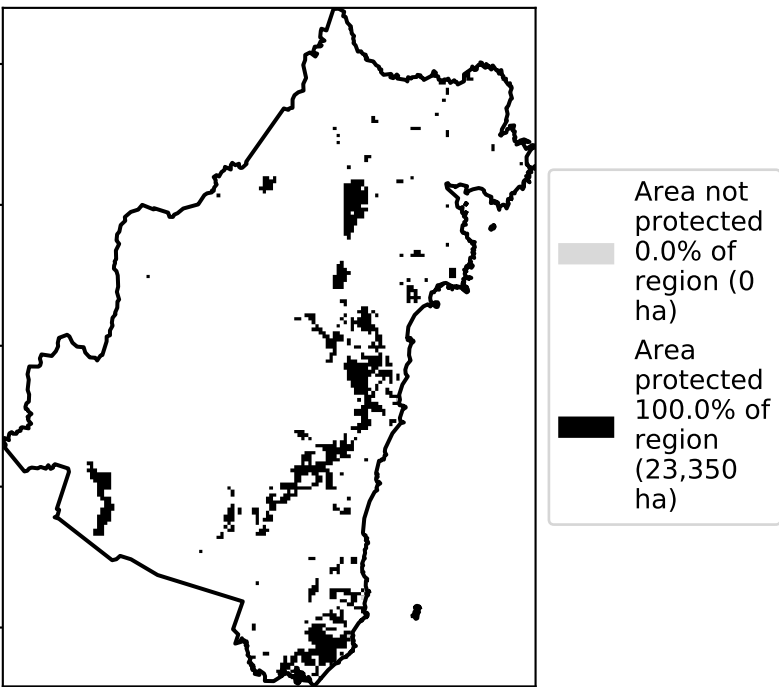 Area not
protected
0.0% of
region (0
ha)
Area
protected
100.0% of
region
(23,350
ha)